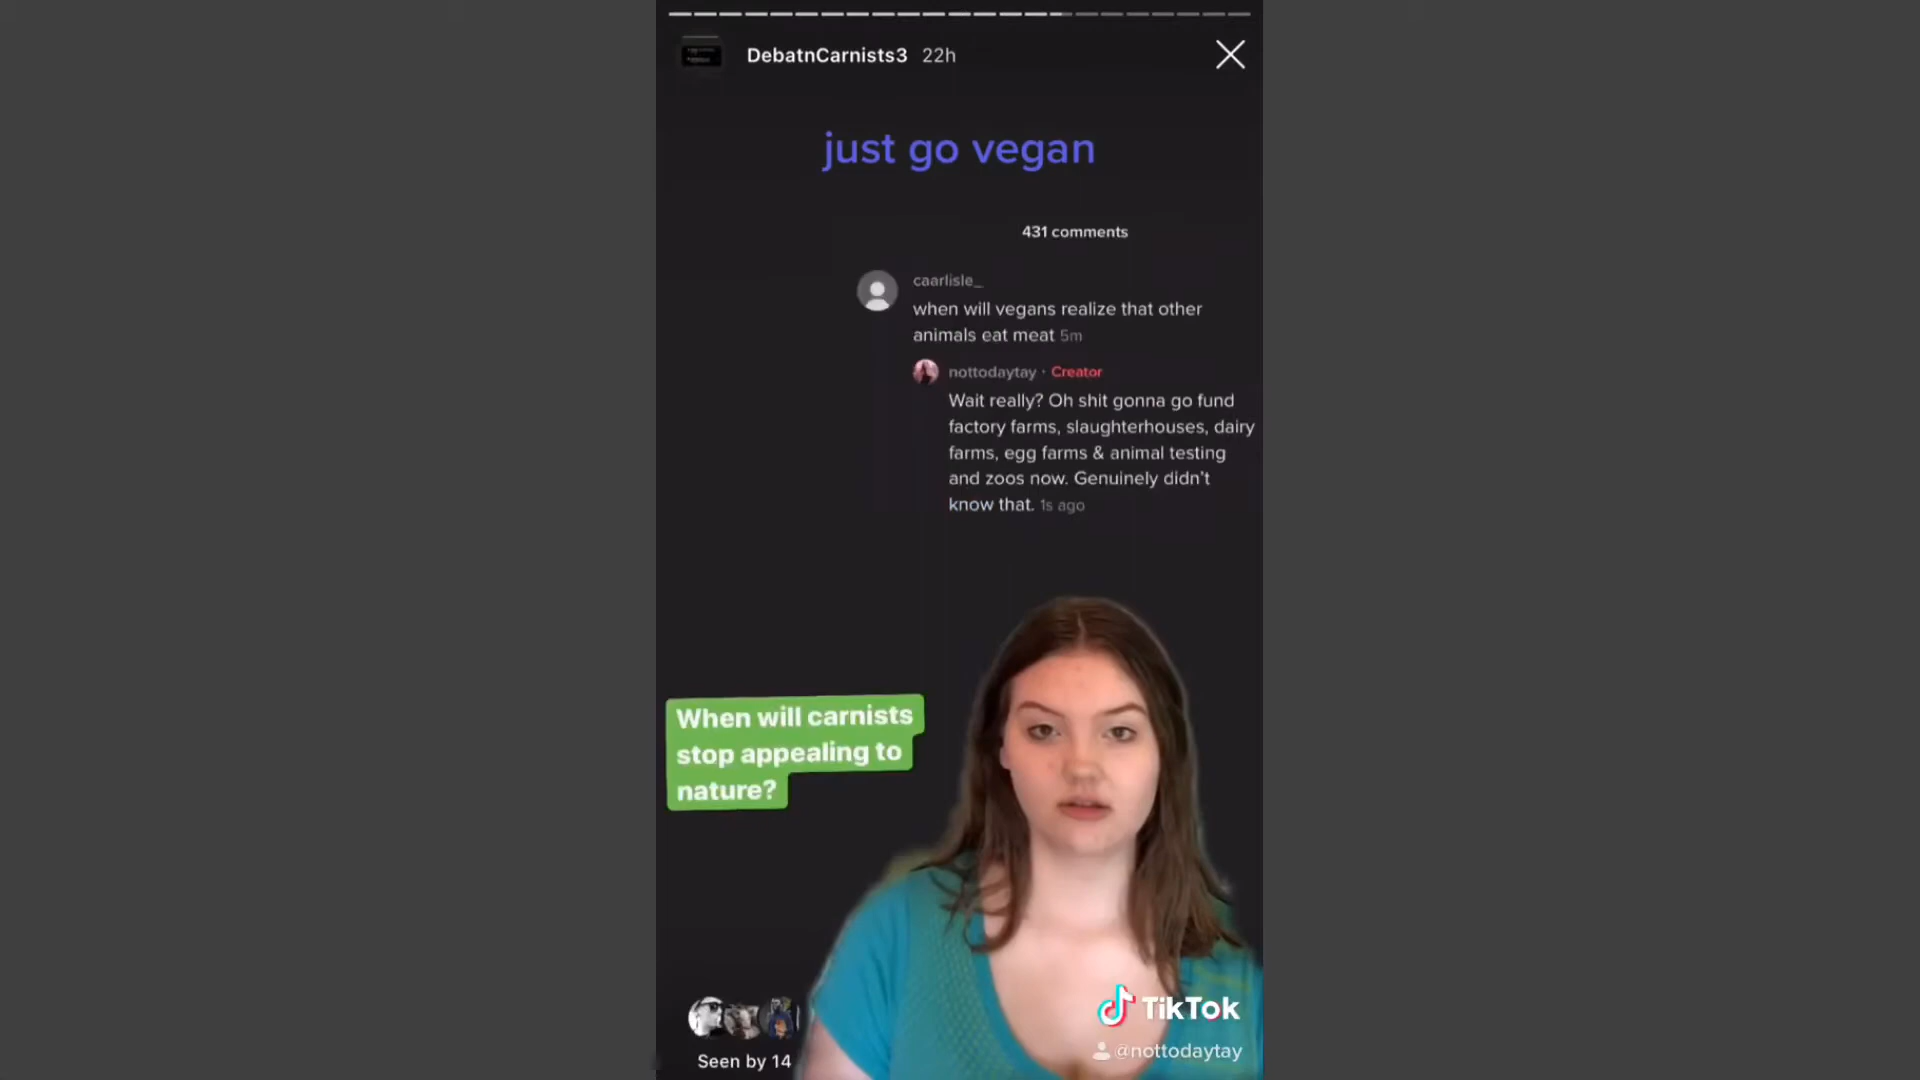 DebatnCarnists3 22h
just go vegan
431 comments
caarlisle_
when will vegans realize that other
animals eat meat 5m
nottodaytay · Creator
Wait really? Oh shit gonna go fund
factory farms, slaughterhouses, dairy
farms, egg farms & animal testing
and zoos now. Genuinely didn't
know that. 1s ago
When will carnists
stop appealing to
nature?
TikTok
@nottodaytay
Seen by 14